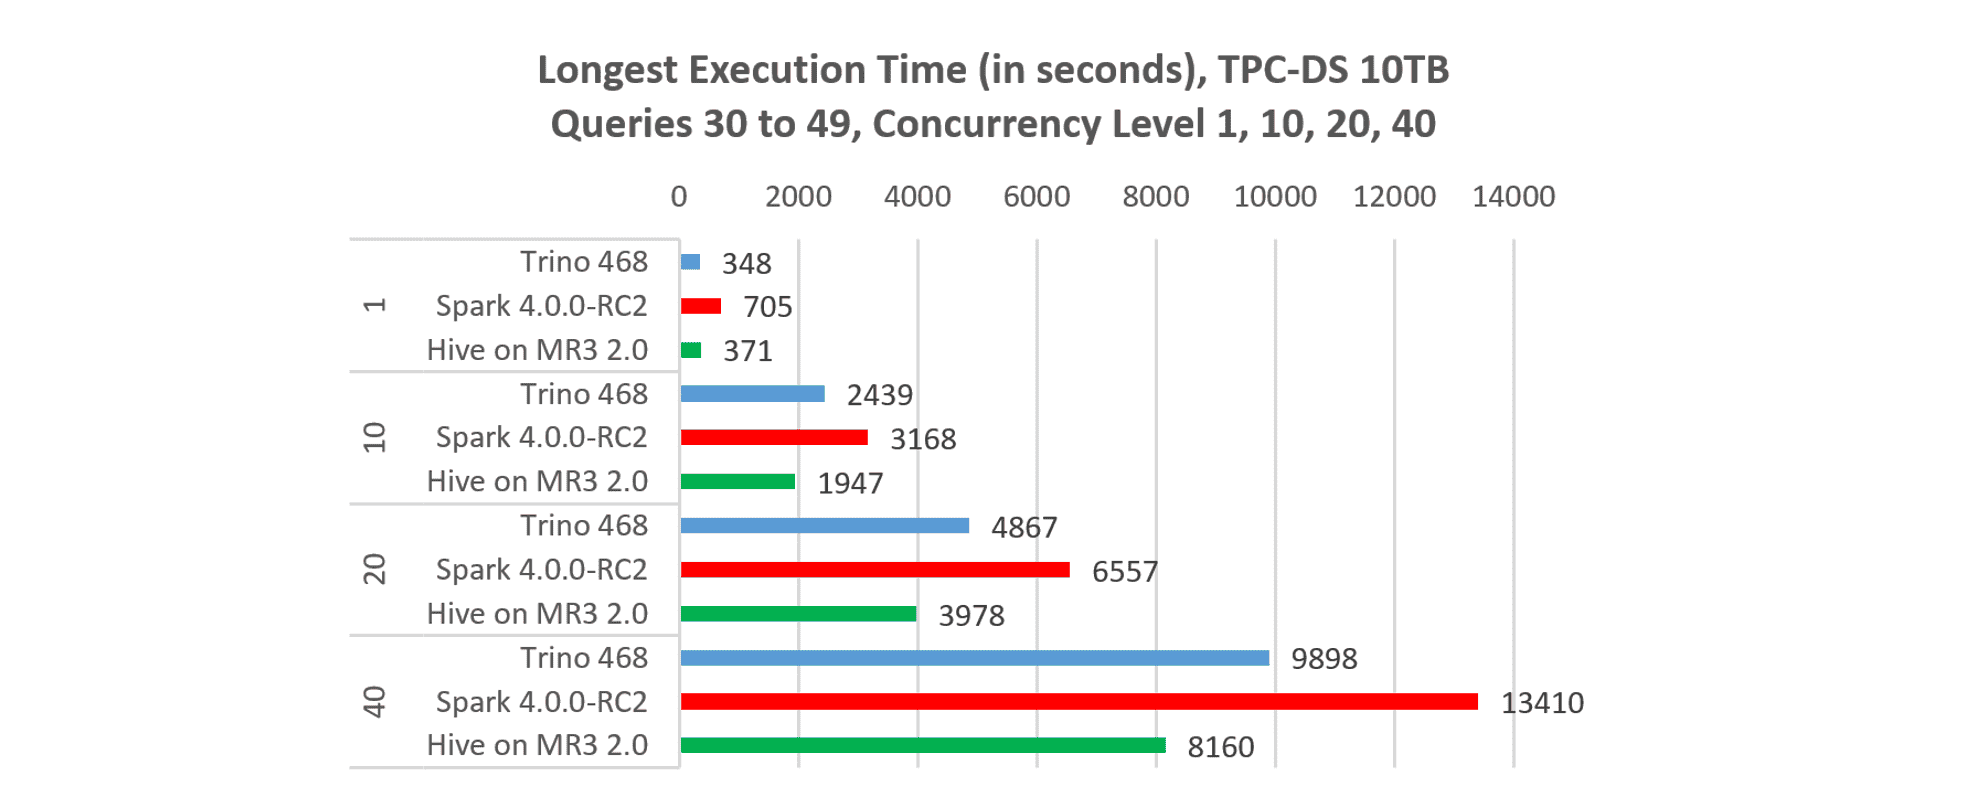 Longest Execution Time (in seconds), TPC-DS 10TB
Queries 30 to 49, Concurrency Level 1, 10, 20, 40
0 2000 4000 6000 8000 10000 12000 14000
1
Trino 468 348
Spark 4.0.0-RC2 705
Hive on MR3 2.0 371
10
Trino 468 2439
Spark 4.0.0-RC2 3168
Hive on MR3 2.0 1947
20
Trino 468 4867
Spark 4.0.0-RC2 6557
Hive on MR3 2.0 3978
40
Trino 468 9898
Spark 4.0.0-RC2 13410
Hive on MR3 2.0 8160